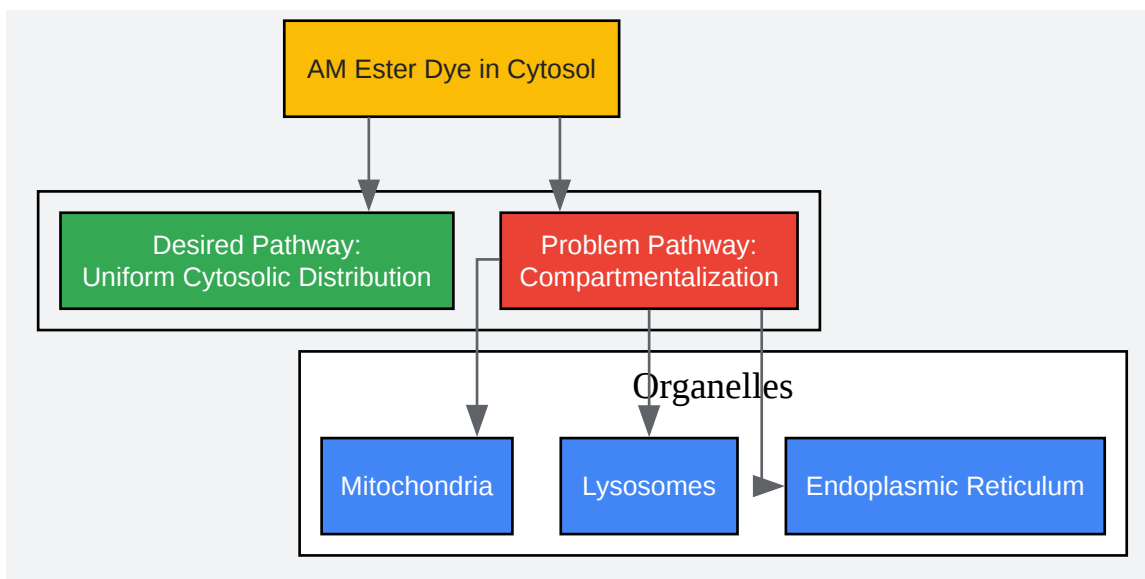 AM Ester Dye in Cytosol
Desired Pathway:
Uniform Cytosolic Distribution
Problem Pathway:
Compartmentalization
Organelles
Mitochondria
Lysosomes
Endoplasmic Reticulum